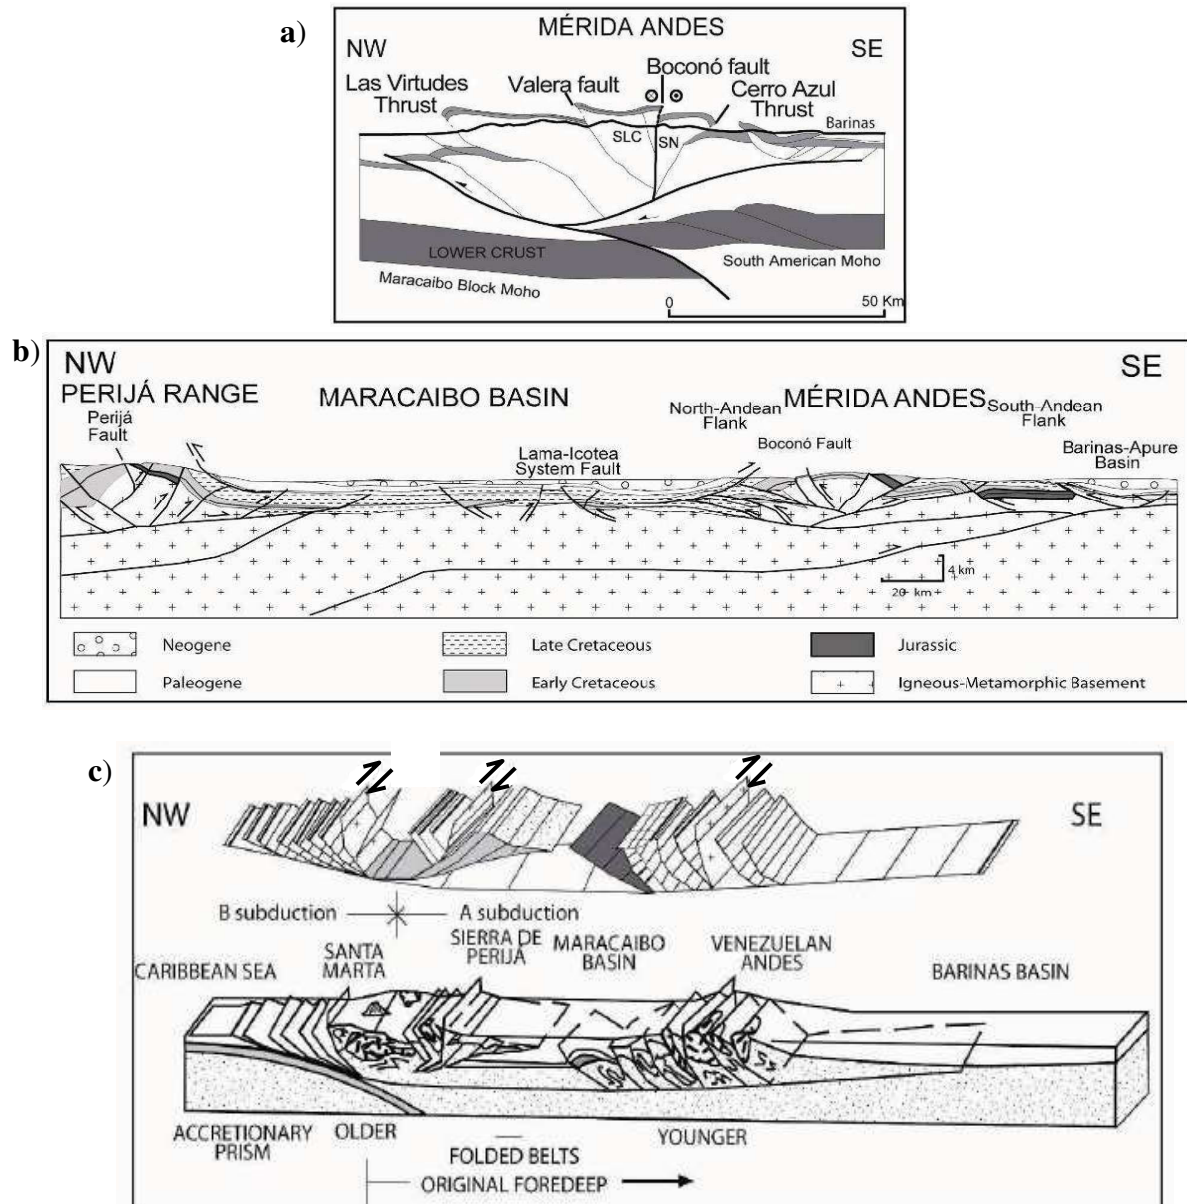 a)
MÉRIDA ANDES
NW
SE
Las Virtudes
Thrust
Valera fault
Boconó fault
Cerro Azul
Thrust
Barinas
SLC
SN
LOWER CRUST
South American Moho
Maracaibo Block Moho
0
50 Km
b)
NW
SE
PERIJÁ RANGE
MARACAIBO BASIN
MÉRIDA ANDES
North-Andean
Flank
South-Andean
Flank
Perijá
Fault
Boconó Fault
Lama-Icotea
System Fault
Barinas-Apure
Basin
4 km
20 km
Neogene
Late Cretaceous
Jurassic
Paleogene
Early Cretaceous
Igneous-Metamorphic Basement
c)
NW
SE
B subduction
A subduction
CARIBBEAN SEA
SANTA
MARTA
SIERRA DE
PERIJÁ
MARACAIBO
BASIN
VENEZUELAN
ANDES
BARINAS BASIN
ACCRETIONARY
PRISM
OLDER
FOLDED BELTS
YOUNGER
ORIGINAL FOREDEEP